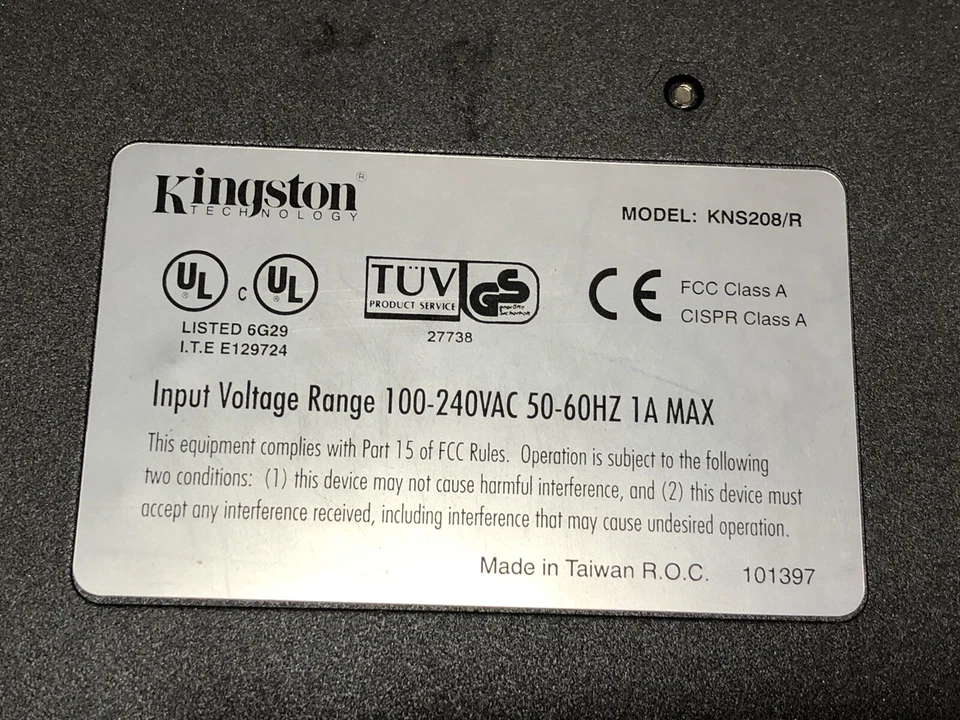 Kingston®
TECHNOLOGY
MODEL: KNS208/R
UL ® c UL ®
LISTED 6G29
I.T.E E129724
TÜV
PRODUCT SERVICE
GS
geprüfte
Sicherheit
27738
CE
FCC Class A
CISPR Class A
Input Voltage Range 100-240VAC 50-60HZ 1A MAX
This equipment complies with Part 15 of FCC Rules. Operation is subject to the following
two conditions: (1) this device may not cause harmful interference, and (2) this device must
accept any interference received, including interference that may cause undesired operation.
Made in Taiwan R.O.C. 101397